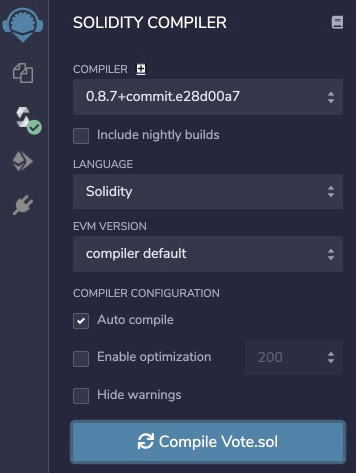 SOLIDITY COMPILER
COMPILER
0.8.7+commit.e28d00a7
Include nightly builds
LANGUAGE
Solidity
EVM VERSION
compiler default
COMPILER CONFIGURATION
Auto compile
Enable optimization 200
Hide warnings
Compile Vote.sol